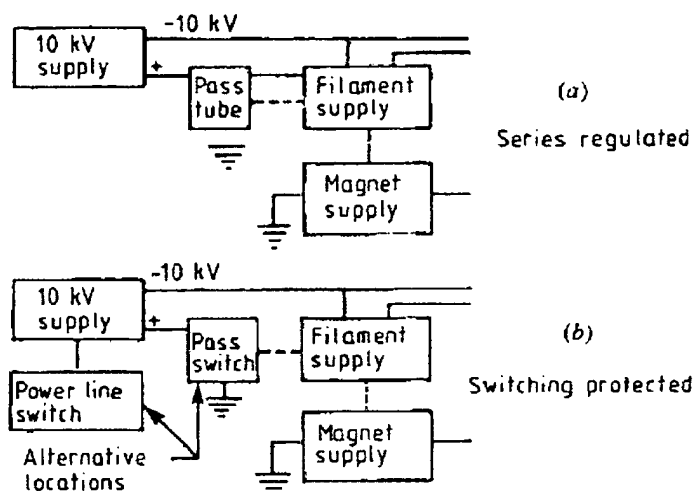 -10 kV
10 kV
supply
+
Pass
tube
Filament
supply
(a)
Series regulated
Magnet
supply
-10 kV
10 kV
supply
+
Pass
switch
Filament
supply
(b)
Switching protected
Power line
switch
Magnet
supply
Alternative
locations